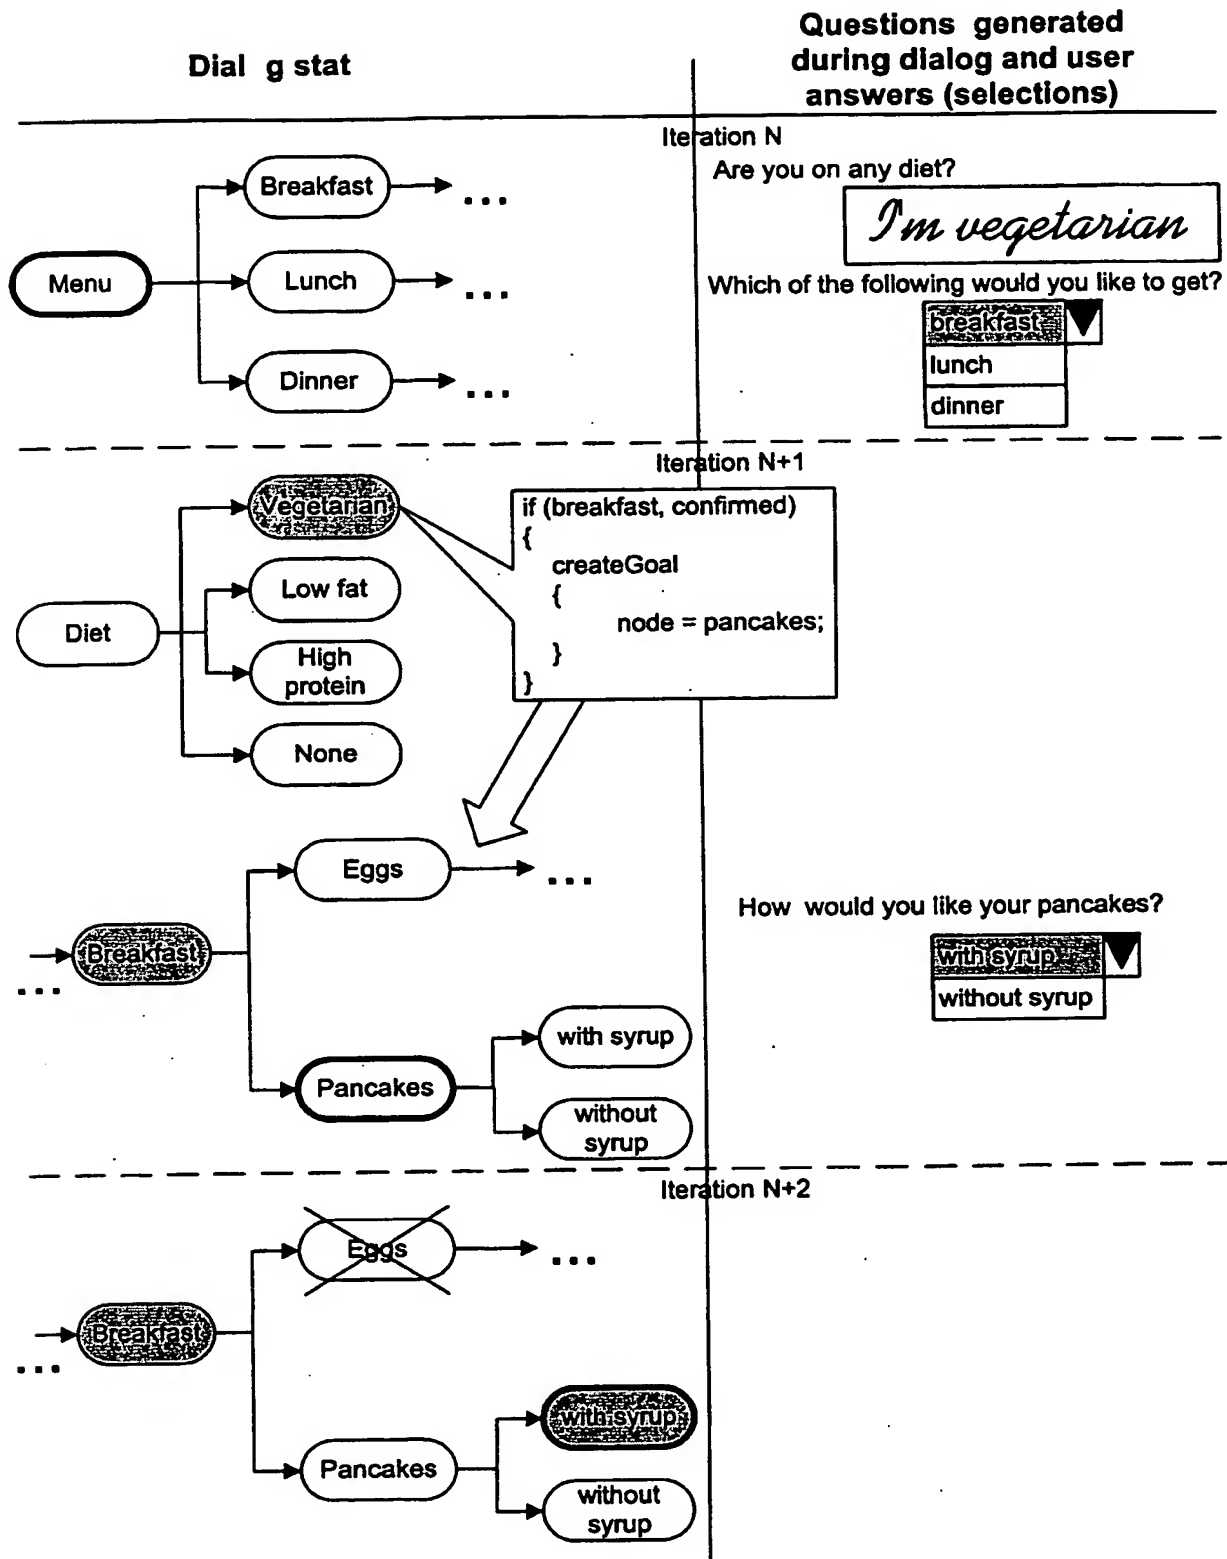 Dial g stat
Questions generated
during dialog and user
answers (selections)
Iteration N
Are you on any diet?
I'm vegetarian
Which of the following would you like to get?
breakfast
lunch
dinner
Menu
Breakfast
...
Lunch
...
Dinner
...
Iteration N+1
Diet
Vegetarian
Low fat
High
protein
None
if (breakfast, confirmed)
{
createGoal
{
node = pancakes;
}
}
...
Breakfast
Eggs
...
Pancakes
with syrup
without
syrup
How would you like your pancakes?
with syrup
without syrup
Iteration N+2
...
Breakfast
Eggs
...
Pancakes
with syrup
without
syrup